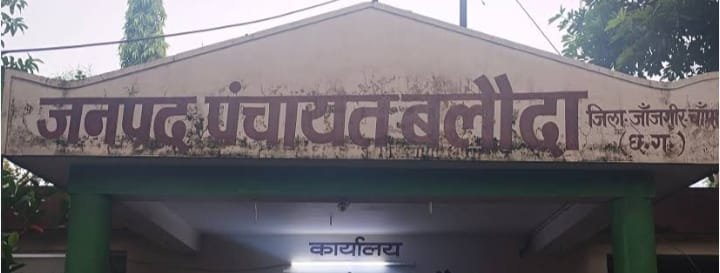 जनपद पंचायत बलौदा
जिला-जाँजगीर-चाँपा
(छ.ग.)
कार्यालय